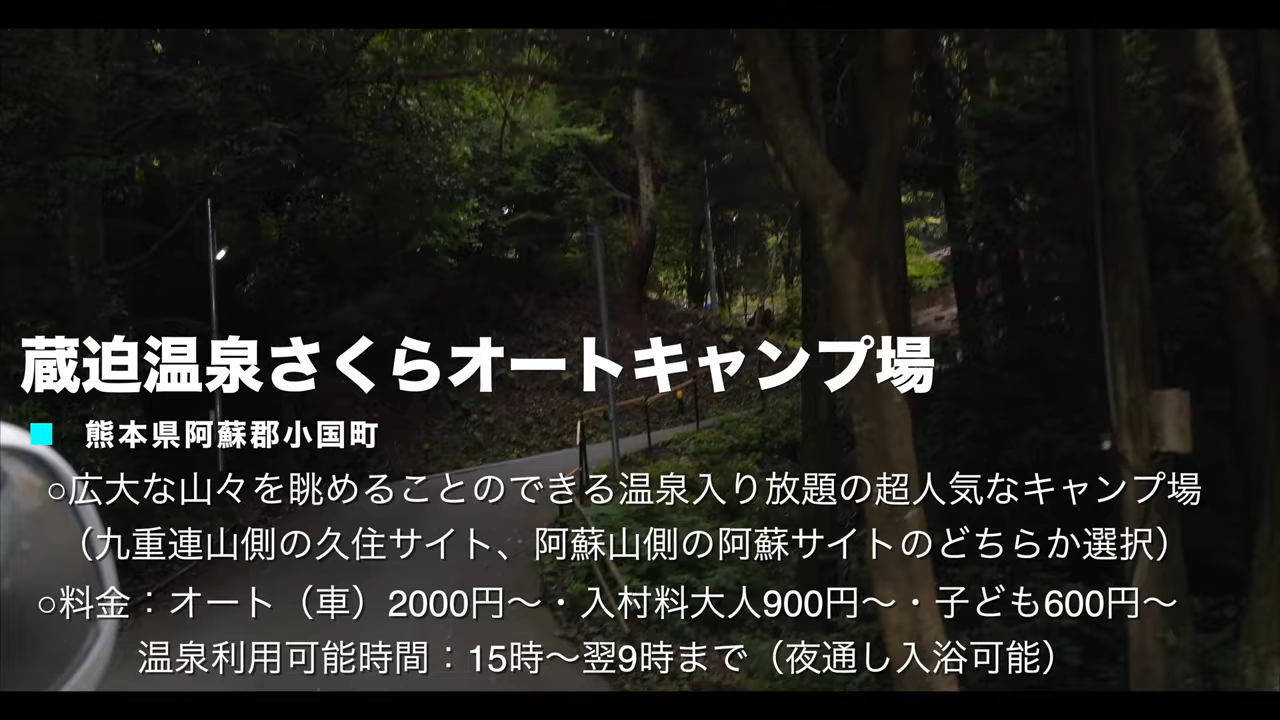 蔵迫温泉さくらオートキャンプ場
■ 熊本県阿蘇郡小国町
○広大な山々を眺めることのできる温泉入り放題の超人気なキャンプ場
（九重連山側の久住サイト、阿蘇山側の阿蘇サイトのどちらか選択）
○料金：オート（車）2000円〜・入村料大人900円〜・子ども600円〜
温泉利用可能時間：15時〜翌9時まで（夜通し入浴可能）